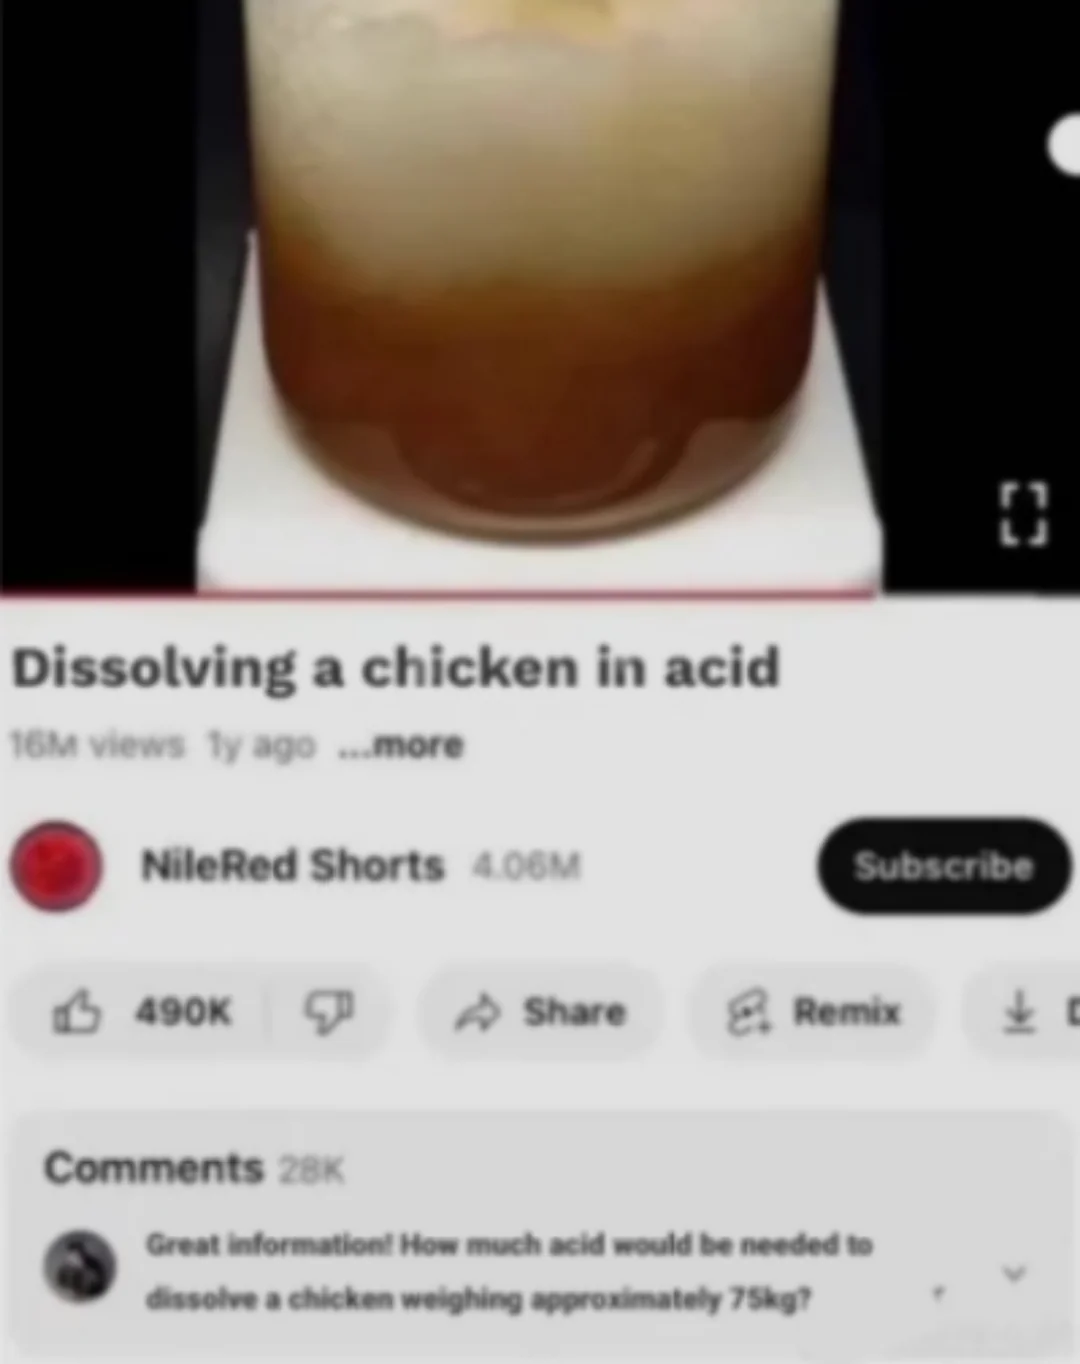 Dissolving a chicken in acid
16M views 1y ago ...more
NileRed Shorts 4.06M Subscribe
490K Share Remix
Comments 28K
Great information! How much acid would be needed to
dissolve a chicken weighing approximately 75kg?